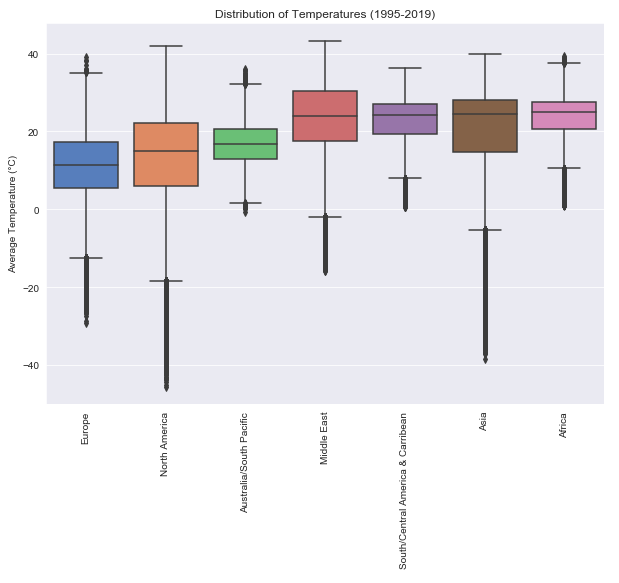 Distribution of Temperatures (1995-2019)
Average Temperature (°C)
40
20
0
−20
−40
Europe
North America
Australia/South Pacific
Middle East
South/Central America & Carribean
Asia
Africa